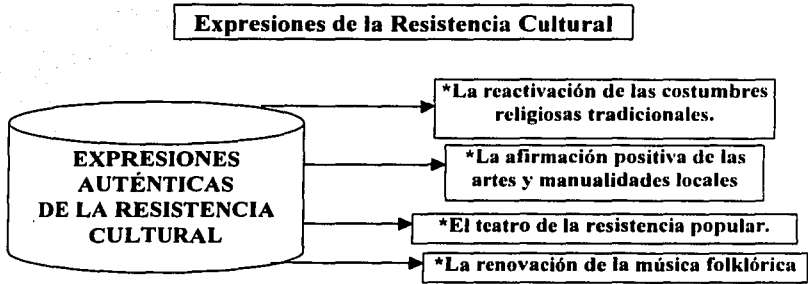 Expresiones de la Resistencia Cultural
EXPRESIONES
AUTÉNTICAS
DE LA RESISTENCIA
CULTURAL
*La reactivación de las costumbres
religiosas tradicionales.
*La afirmación positiva de las
artes y manualidades locales
*El teatro de la resistencia popular.
*La renovación de la música folklórica